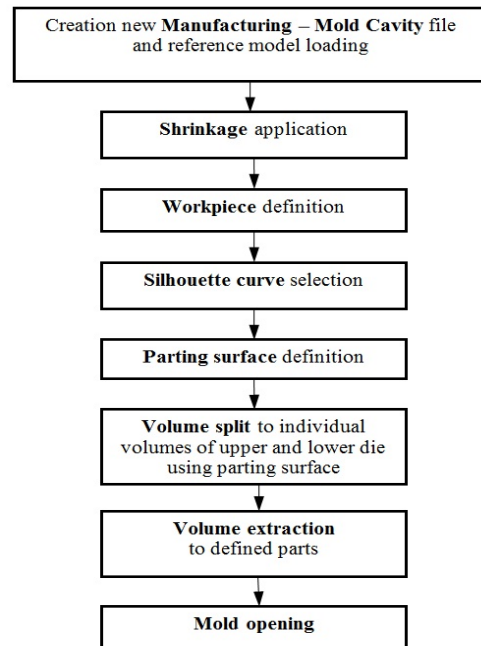 Creation new Manufacturing – Mold Cavity file
and reference model loading
Shrinkage application
Workpiece definition
Silhouette curve selection
Parting surface definition
Volume split to individual
volumes of upper and lower die
using parting surface
Volume extraction
to defined parts
Mold opening